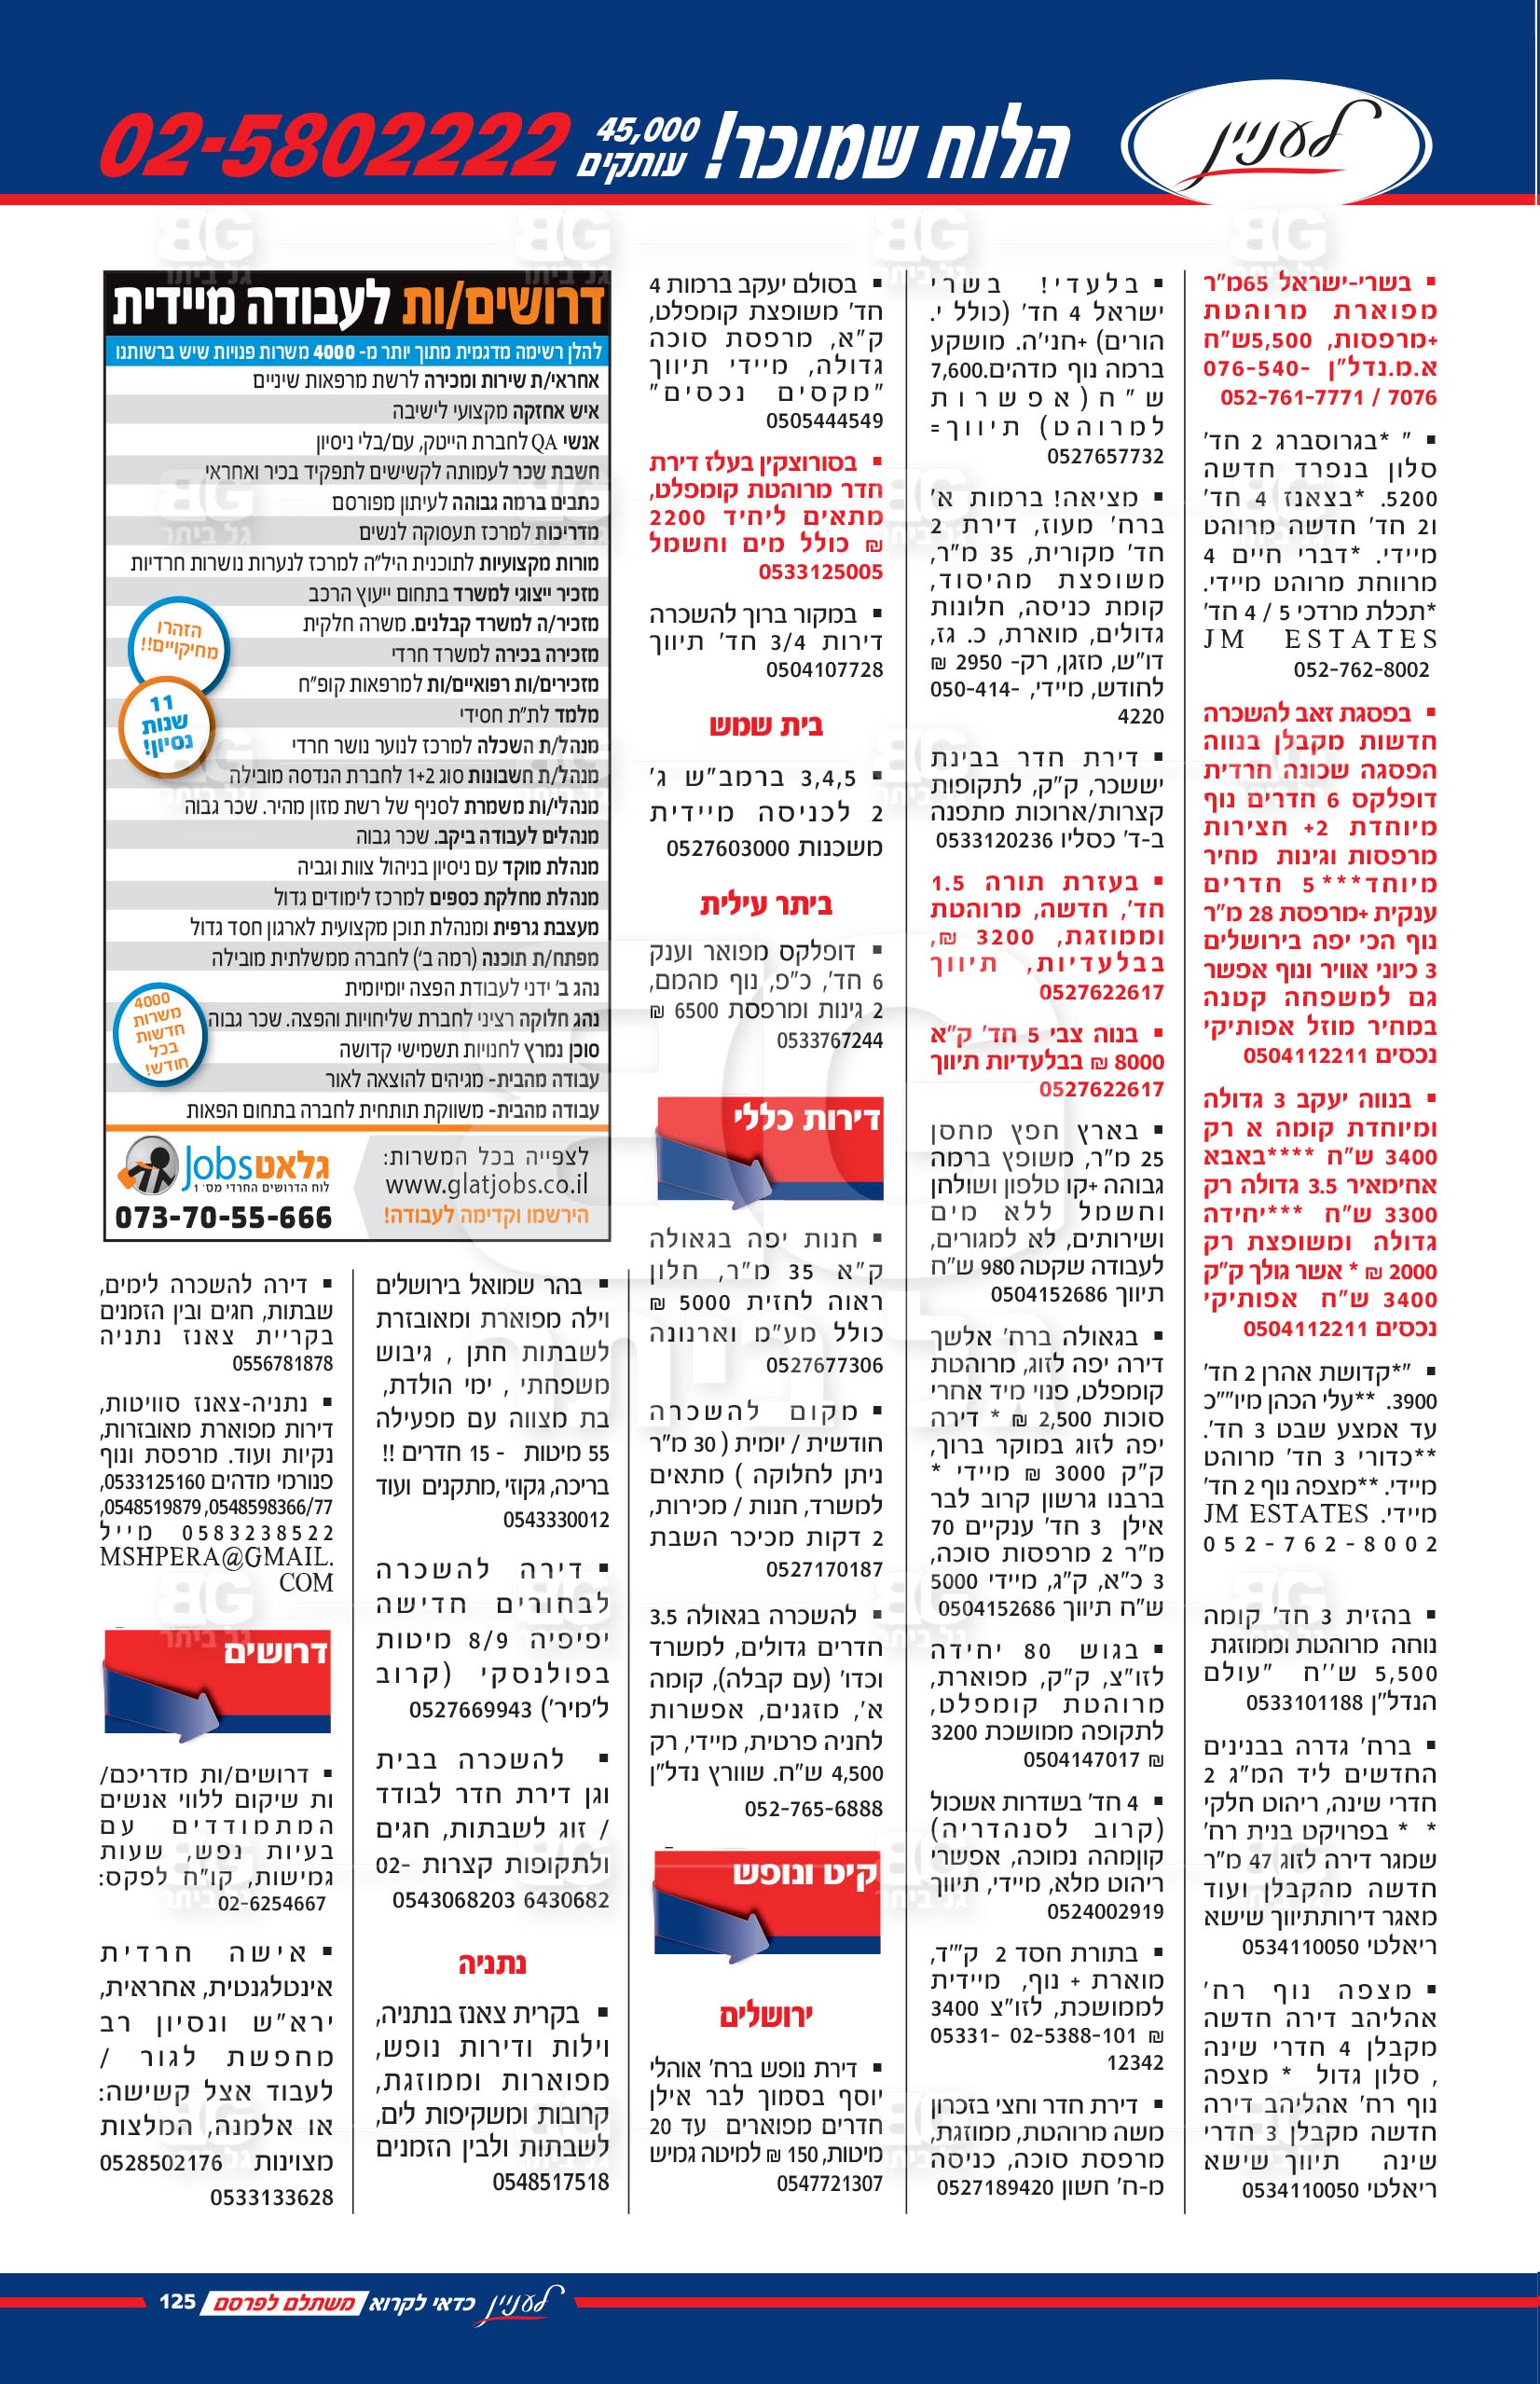 לעניין
הלוח שמוכר!
45,000
עותקים
02-5802222
▪ בשרי-ישראל 65מ"ר
מפוארת מרוהטת
+מרפסות, 5,500ש"ח
א.מ.נדל"ן 076-540-
7076 / 052-761-7771
▪ " *בגרוסברג 2 חד'
סלון בנפרד חדשה
5200. *בצאנז 4 חד'
ו2 חד' חדשה מרוהט
מיידי. *דברי חיים 4
מרווחת מרוהט מיידי.
*תכלת מרדכי 5 / 4 חד'
JM ESTATES
052-762-8002
▪ בפסגת זאב להשכרה
חדשות מקבלן בנווה
הפסגה שכונה חרדית
דופלקס 6 חדרים נוף
מיוחדת 2+ חצירות
מרפסות וגינות מחיר
מיוחד*** 5 חדרים
ענקית +מרפסת 28 מ"ר
נוף הכי יפה בירושלים
3 כיוני אוויר ונוף אפשר
גם למשפחה קטנה
במחיר מוזל אפותיקי
נכסים 0504112211
▪ בנווה יעקב 3 גדולה
ומיוחדת קומה א רק
3400 ש"ח ****באבא
אחימאיר 3.5 גדולה רק
3300 ש"ח ***יחידה
גדולה ומשופצת רק
2000 ₪ * אשר גולך ק"ק
3400 ש"ח אפותיקי
נכסים 0504112211
▪ "*קדושת אהרן 2 חד'
3900. **עלי הכהן מיו""כ
עד אמצע שבט 3 חד'.
**כדורי 3 חד' מרוהט
מיידי. **מצפה נוף 2 חד'
מיידי. JM ESTATES
052-762-8002
▪ בהזית 3 חד' קומה
נוחה מרוהטת וממוזגת
5,500 ש''ח "עולם
הנדל"ן 0533101188
▪ ברח' גדרה בבנינים
החדשים ליד המ"ג 2
חדרי שינה, ריהוט חלקי
* * בפרויקט בנית רח'
שמגר דירה לזוג 47 מ"ר
חדשה מהקבלן ועוד
מאגר דירותתיווך שישא
ריאלטי 0534110050
▪ מצפה נוף רח'
אהליהב דירה חדשה
מקבלן 4 חדרי שינה
, סלון גדול * מצפה
נוף רח' אהליהב דירה
חדשה מקבלן 3 חדרי
שינה תיווך שישא
ריאלטי 0534110050
▪ בלעדי! בשרי
ישראל 4 חד' (כולל י.
הורים) +חני'ה. מושקע
ברמה נוף מדהים.7,600
ש"ח (אפשרות
למרוהט) תיווך=
0527657732
▪ מציאה! ברמות א'
ברח' מעוז, דירת 2
חד' מקורית, 35 מ"ר,
משופצת מהיסוד,
קומת כניסה, חלונות
גדולים, מוארת, כ. גז,
דו"ש, מזגן, רק- 2950 ₪
לחודש, מיידי, 050-414-
4220
▪ דירת חדר בבינת
יששכר, ק"ק, לתקופות
קצרות/ארוכות מתפנה
ב-ד' כסליו 0533120236
▪ בעזרת תורה 1.5
חד', חדשה, מרוהטת
וממוזגת, 3200 ₪,
בבלעדיות, תיווך
0527622617
▪ בנוה צבי 5 חד' ק"א
8000 ₪ בבלעדיות תיווך
0527622617
▪ בארץ חפץ מחסן
25 מ"ר, משופץ ברמה
גבוהה +קו טלפון ושולחן
וחשמל ללא מים
ושירותים, לא למגורים,
לעבודה שקטה 980 ש"ח
תיווך 0504152686
▪ בגאולה ברח' אלשך
דירה יפה לזוג, מרוהטת
קומפלט, פנוי מיד אחרי
סוכות 2,500 ₪ * דירה
יפה לזוג במוקר ברוך,
ק"ק 3000 ₪ מיידי *
ברבנו גרשון קרוב לבר
אילן 3 חד' ענקיים 70
מ"ר 2 מרפסות סוכה,
3 כ"א, ק"ג, מיידי 5000
ש"ח תיווך 0504152686
▪ בגוש 80 יחידה
לזו"צ, ק"ק, מפוארת,
מרוהטת קומפלט,
לתקופה ממושכת 3200
₪ 0504147017
▪ 4 חד' בשדרות אשכול
(קרוב לסנהדריה)
קוןמהה נמוכה, אפשרי
ריהוט מלא, מיידי, תיווך
0524002919
▪ בתורת חסד 2 ק"'ד,
מוארת + נוף, מיידית
לממושכת, לזו"צ 3400
₪ 02-5388-101 05331-
12342
▪ דירת חדר וחצי בזכרון
משה מרוהטת, ממוזגת,
מרפסת סוכה, כניסה
מ-ח' חשון 0527189420
▪ בסולם יעקב ברמות 4
חד' משופצת קומפלט,
ק"א, מרפסת סוכה
גדולה, מיידי תיווך
"מקסים נכסים"
0505444549
▪ בסורוצקין בעלז דירת
חדר מרוהטת קומפלט,
מתאים ליחיד 2200
₪ כולל מים וחשמל
0533125005
▪ במקור ברוך להשכרה
דירות 3/4 חד' תיווך
0504107728
בית שמש
▪ 3,4,5 ברמב"ש ג'
2 לכניסה מיידית
משכנות 0527603000
ביתר עילית
▪ דופלקס מפואר וענק
6 חד', כ"פ, נוף מהמם,
2 גינות ומרפסת 6500 ₪
0533767244
דירות כללי
▪ חנות יפה בגאולה
ק"א 35 מ"ר, חלון
ראוה לחזית 5000 ₪
כולל מע"מ וארנונה
0527677306
▪ מקום להשכרה
חודשית / יומית ( 30 מ"ר
ניתן לחלוקה ) מתאים
למשרד, חנות / מכירות,
2 דקות מכיכר השבת
0527170187
▪ להשכרה בגאולה 3.5
חדרים גדולים, למשרד
וכדו' (עם קבלה), קומה
א', מזגנים, אפשרות
לחניה פרטית, מיידי, רק
4,500 ש"ח. שוורץ נדל"ן
052-765-6888
קיט ונופש
ירושלים
▪ דירת נופש ברח' אוהלי
יוסף בסמוך לבר אילן
חדרים מפוארים עד 20
מיטות, 150 ₪ למיטה גמיש
0547721307
דרושים/ות לעבודה מיידית
להלן רשימה מדגמית מתוך יותר מ- 4000 משרות פנויות שיש ברשותנו
אחראי/ת שירות ומכירה לרשת מרפאות שיניים
איש אחזקה מקצועי לישיבה
אנשי QA לחברת הייטק, עם/בלי ניסיון
חשבת שכר לעמותה לקשישים לתפקיד בכיר ואחראי
כתבים ברמה גבוהה לעיתון מפורסם
מדריכות למרכז תעסוקה לנשים
מורות מקצועיות לתוכנית היל"ה למרכז לנערות נושרות חרדיות
מזכיר ייצוגי למשרד בתחום ייעוץ הרכב
מזכיר/ה למשרד קבלנים. משרה חלקית
מזכירה בכירה למשרד חרדי
מזכירים/ות רפואיים/ות למרפאות קופ"ח
מלמד לת"ת חסידי
מנהל/ת השכלה למרכז לנוער נושר חרדי
מנהל/ת חשבונות סוג 1+2 לחברת הנדסה מובילה
מנהלי/ות משמרת לסניף של רשת מזון מהיר. שכר גבוה
מנהלים לעבודה ביקב. שכר גבוה
מנהלת מוקד עם ניסיון בניהול צוות וגביה
מנהלת מחלקת כספים למרכז לימודים גדול
מעצבת גרפית ומנהלת תוכן מקצועית לארגון חסד גדול
מפתח/ת תוכנה (רמה ב') לחברה ממשלתית מובילה
נהג ב' ידני לעבודת הפצה יומיומית
נהג חלוקה רציני לחברת שליחויות והפצה. שכר גבוה
סוכן נמרץ לחנויות תשמישי קדושה
עבודה מהבית- מגיהים להוצאה לאור
עבודה מהבית- משווקת תותחית לחברה בתחום הפאות
הזהרו
מחיקויים!!
11
שנות
נסיון!
4000
משרות
חדשות
בכל
חודש!
לצפייה בכל המשרות:
www.glatjobs.co.il
הירשמו וקדימה לעבודה!
גלאטJobs
לוח הדרושים החרדי מס' 1
073-70-55-666
▪ בהר שמואל בירושלים
וילה מפוארת ומאובזרת
לשבתות חתן , גיבוש
משפחתי , ימי הולדת,
בת מצווה עם מפעילה
55 מיטות - 15 חדרים !!
בריכה, גקוזי ,מתקנים ועוד
0543330012
▪ דירה להשכרה
לבחורים חדישה
יפיפיה 8/9 מיטות
בפולנסקי (קרוב
ל'מיר') 0527669943
▪ להשכרה בבית
וגן דירת חדר לבודד
/ זוג לשבתות, חגים
ולתקופות קצרות 02-
6430682 0543068203
נתניה
▪ בקרית צאנז בנתניה,
וילות ודירות נופש,
מפוארות וממוזגת,
קרובות ומשקיפות לים,
לשבתות ולבין הזמנים
0548517518
▪ דירה להשכרה לימים,
שבתות, חגים ובין הזמנים
בקריית צאנז נתניה
0556781878
▪ נתניה-צאנז סוויטות,
דירות מפוארת מאובזרות,
נקיות ועוד. מרפסת ונוף
פנורמי מדהים 0533125160,
0548598366/77 ,0548519879,
0583238522 מייל
MSHPERA@GMAIL.
COM
דרושים
▪ דרושים/ות מדריכם/
ות שיקום ללווי אנשים
המתמודדים עם
בעיות נפש, שעות
גמישות, קו"ח לפקס:
02-6254667
▪ אישה חרדית
אינטלגנטית, אחראית,
ירא"ש ונסיון רב
מחפשת לגור /
לעבוד אצל קשישה:
או אלמנה, המלצות
מצוינות 0528502176
0533133628
לעניין כדאי לקרוא משתלם לפרסם 125
BG
גל ביתר